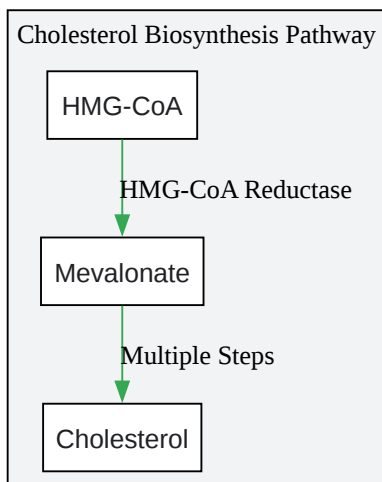 Cholesterol Biosynthesis Pathway
HMG-CoA
HMG-CoA Reductase
Mevalonate
Multiple Steps
Cholesterol